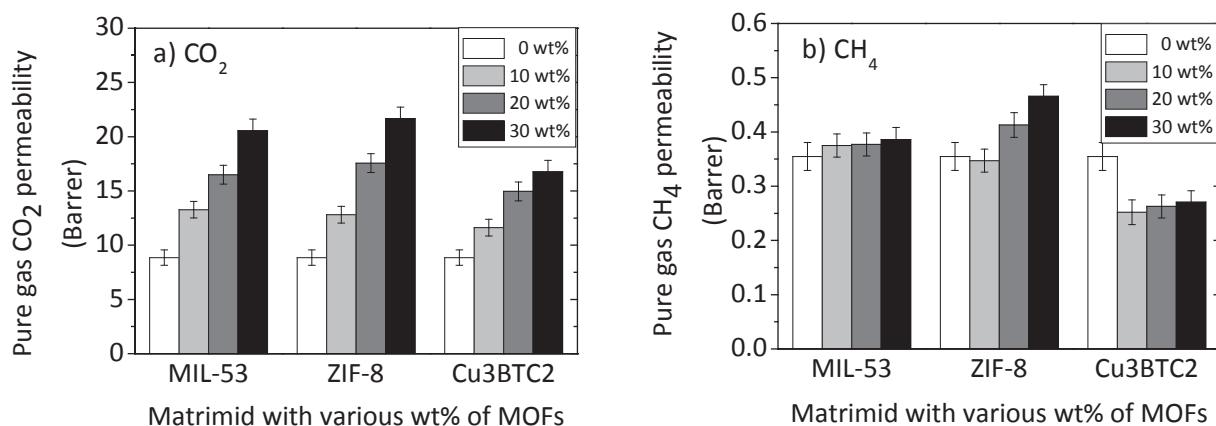 30
25
20
15
10
5
0
Pure gas CO2 permeability
(Barrer)
a) CO2
0 wt%
10 wt%
20 wt%
30 wt%
MIL-53 ZIF-8 Cu3BTC2
Matrimid with various wt% of MOFs
0.6
0.5
0.4
0.3
0.2
0.1
0.0
Pure gas CH4 permeability
(Barrer)
b) CH4
0 wt%
10 wt%
20 wt%
30 wt%
MIL-53 ZIF-8 Cu3BTC2
Matrimid with various wt% of MOFs